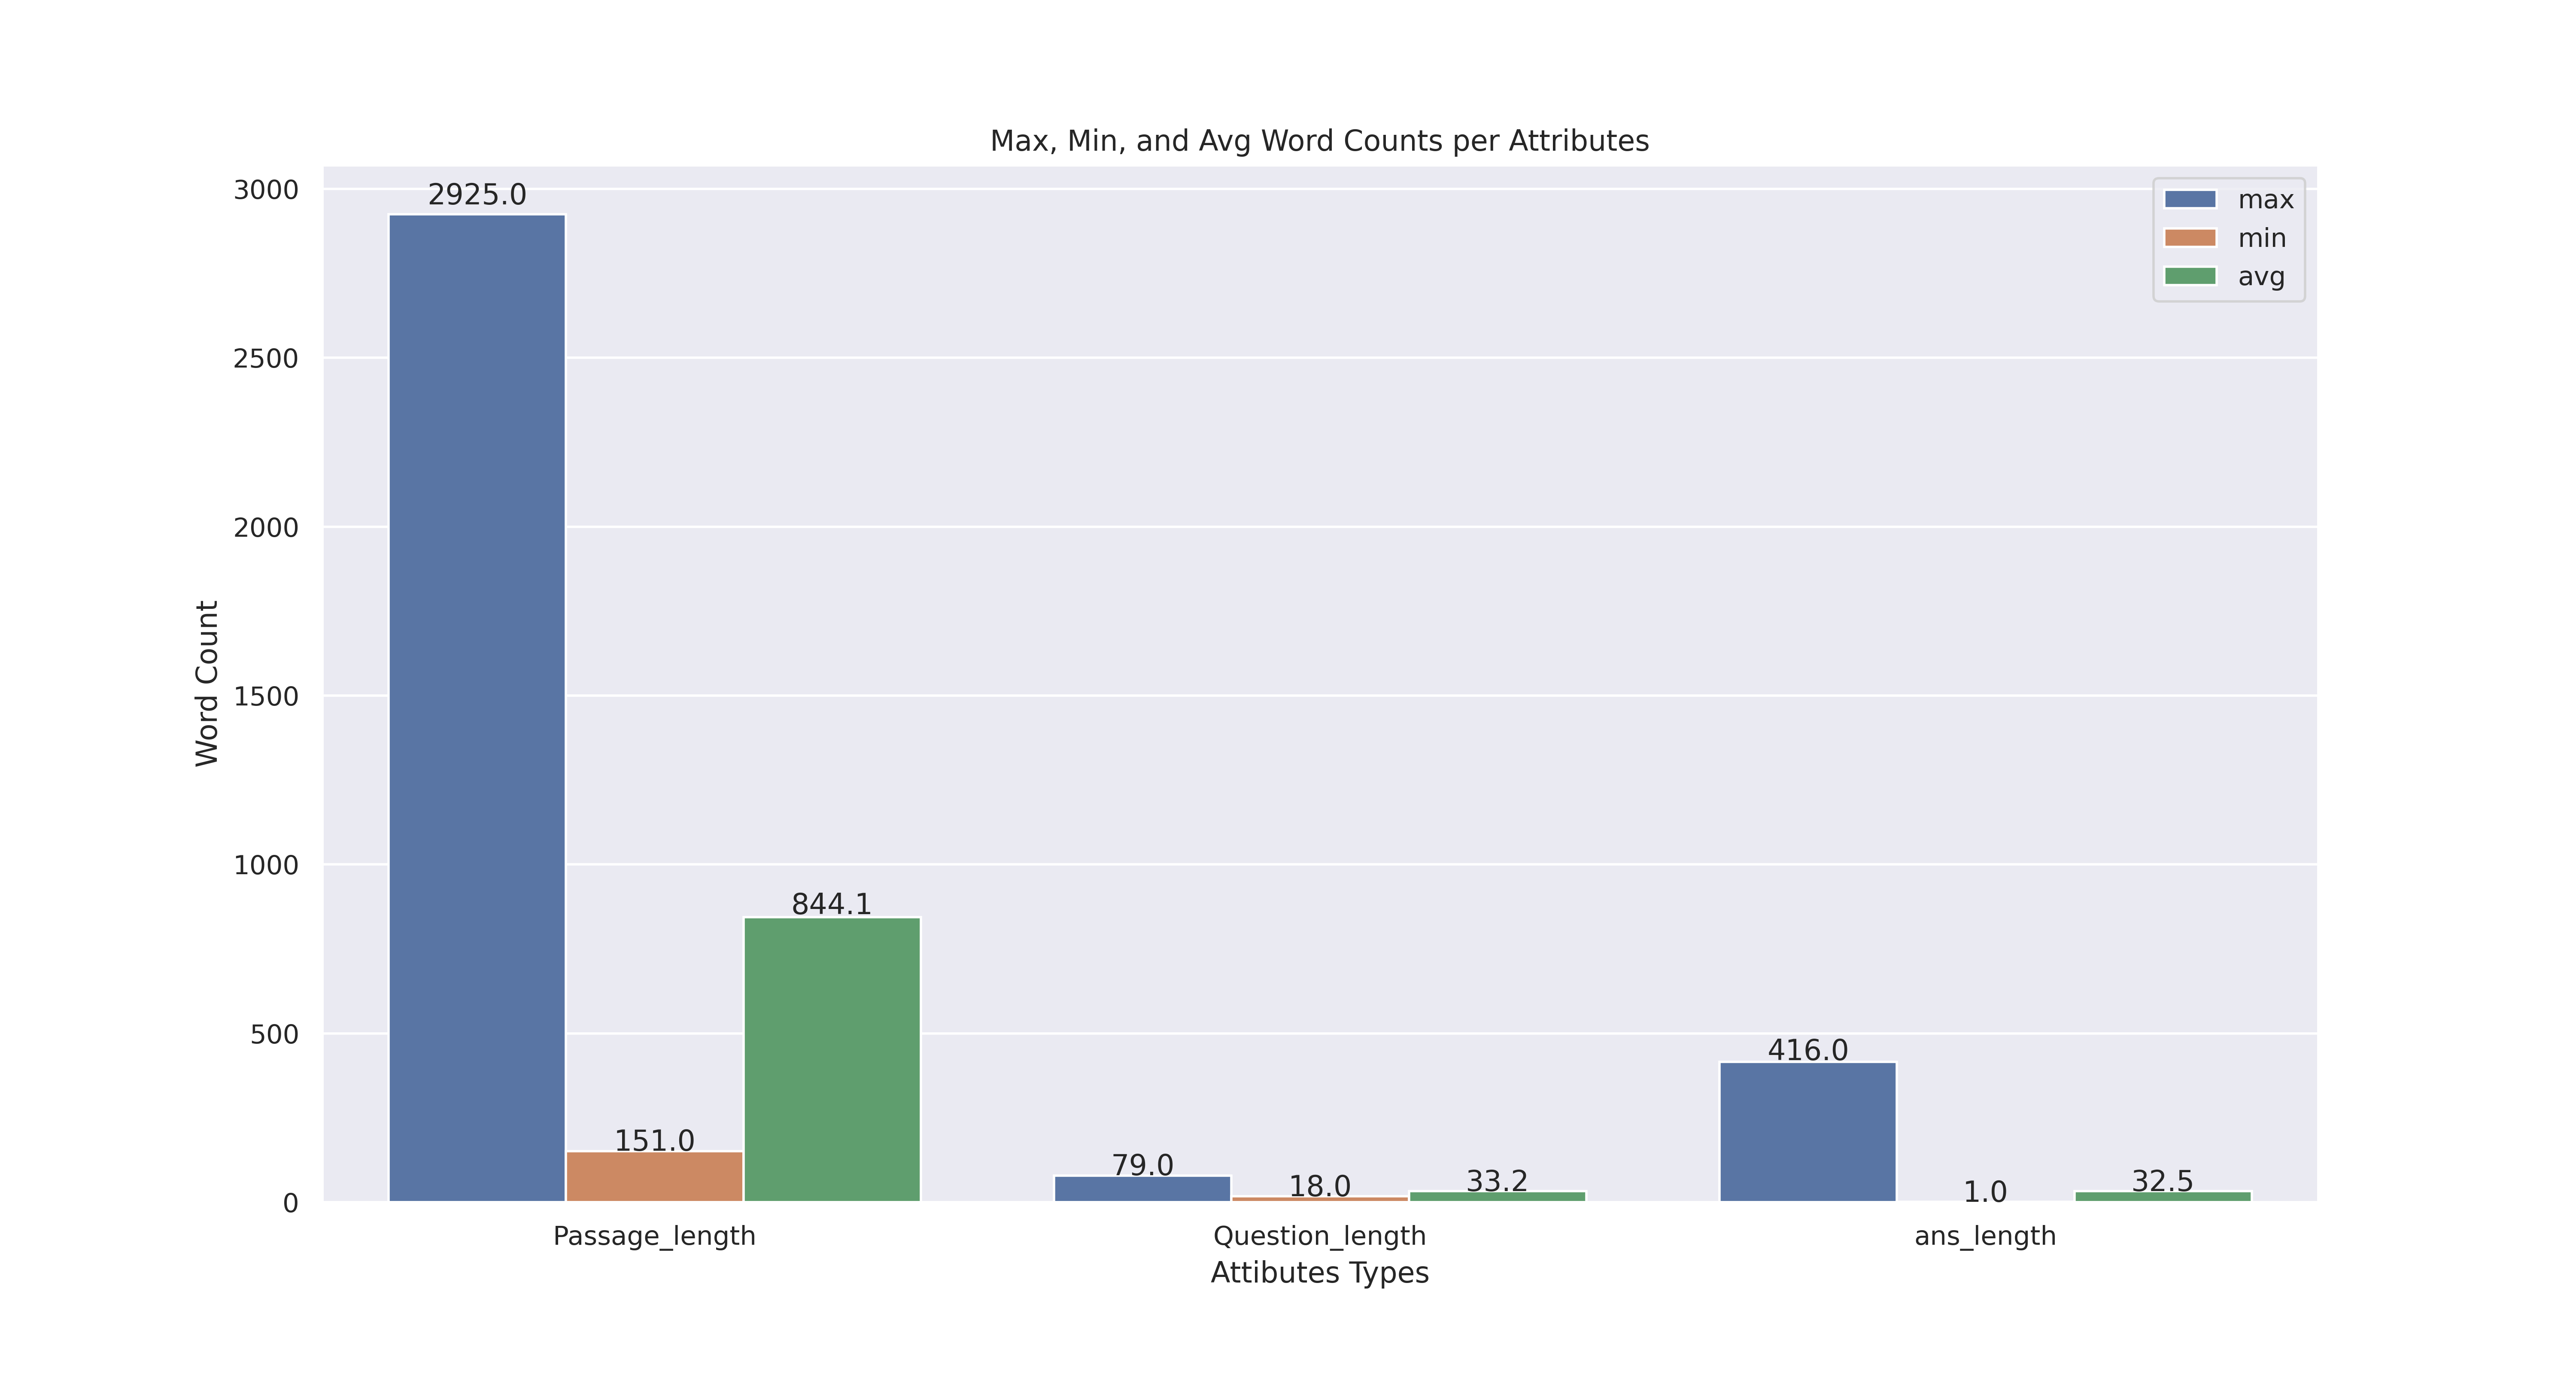 Max, Min, and Avg Word Counts per Attributes
max
min
avg
Word Count
3000
2500
2000
1500
1000
500
0
2925.0
151.0
844.1
79.0
18.0
33.2
416.0
1.0
32.5
Passage_length
Question_length
ans_length
Attibutes Types